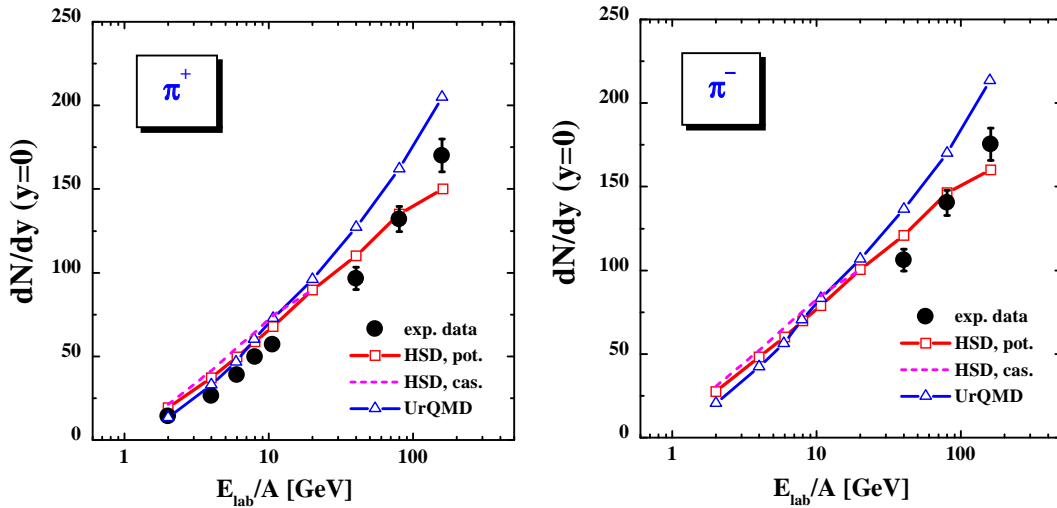 π⁺
dN/dy (y=0)
250
200
150
100
50
0
1
10
100
E_lab/A [GeV]
exp. data
HSD, pot.
HSD, cas.
UrQMD
π⁻
dN/dy (y=0)
250
200
150
100
50
0
1
10
100
E_lab/A [GeV]
exp. data
HSD, pot.
HSD, cas.
UrQMD